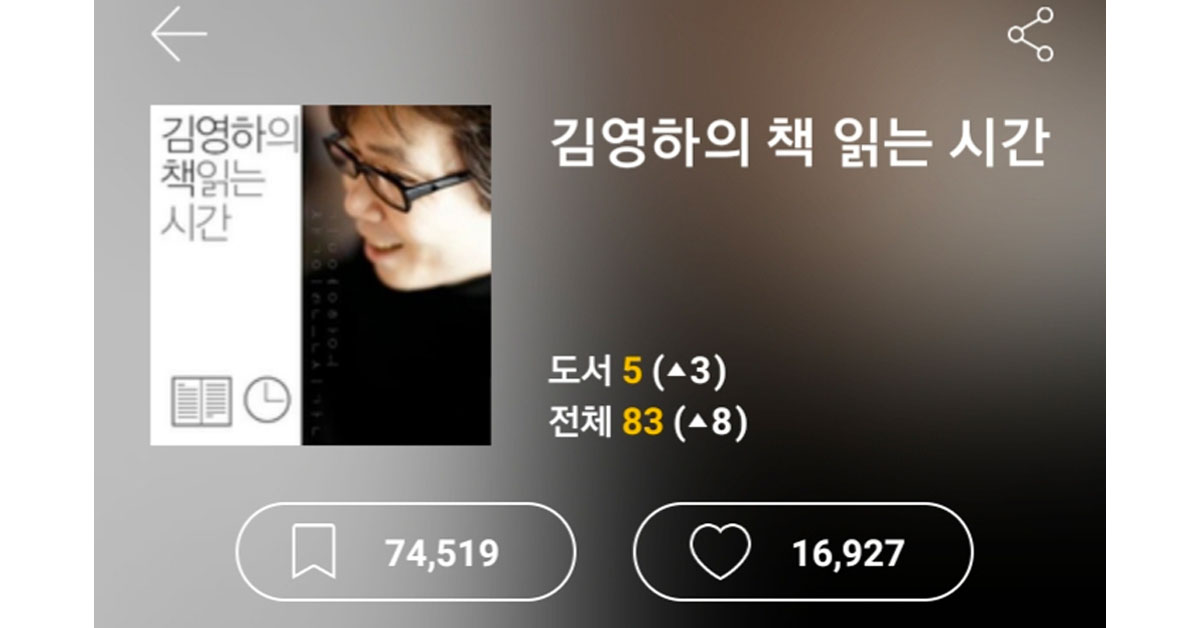 김영하의
책읽는
시간
김영하의 책 읽는 시간
도서 5 (▲3)
전체 83 (▲8)
74,519
16,927